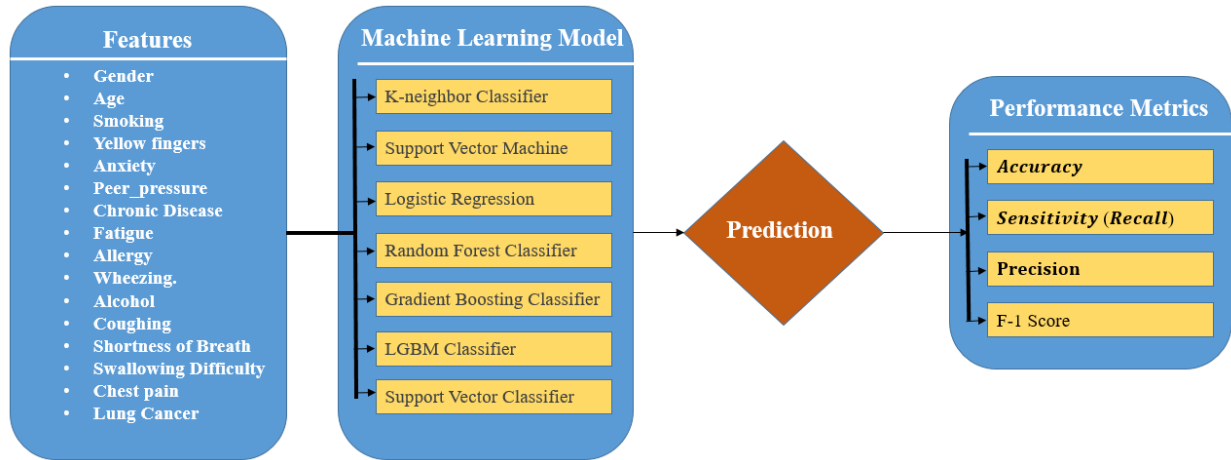 Features
• Gender
• Age
• Smoking
• Yellow fingers
• Anxiety
• Peer_pressure
• Chronic Disease
• Fatigue
• Allergy
• Wheezing.
• Alcohol
• Coughing
• Shortness of Breath
• Swallowing Difficulty
• Chest pain
• Lung Cancer
Machine Learning Model
K-neighbor Classifier
Support Vector Machine
Logistic Regression
Random Forest Classifier
Gradient Boosting Classifier
LGBM Classifier
Support Vector Classifier
Prediction
Performance Metrics
Accuracy
Sensitivity (Recall)
Precision
F-1 Score